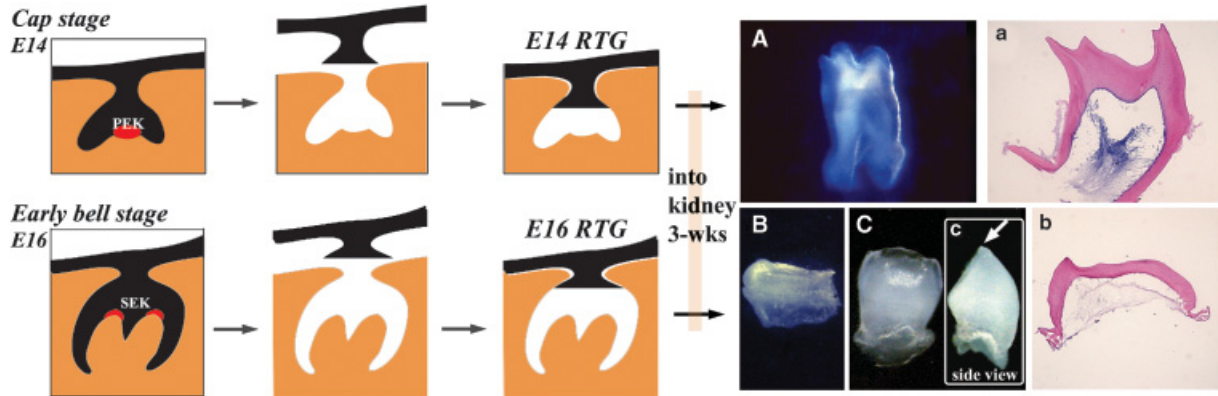 Cap stage
E14
PEK
E14 RTG
Early bell stage
E16
SEK
E16 RTG
into
kidney
3-wks
A
a
B
C
c
side view
b